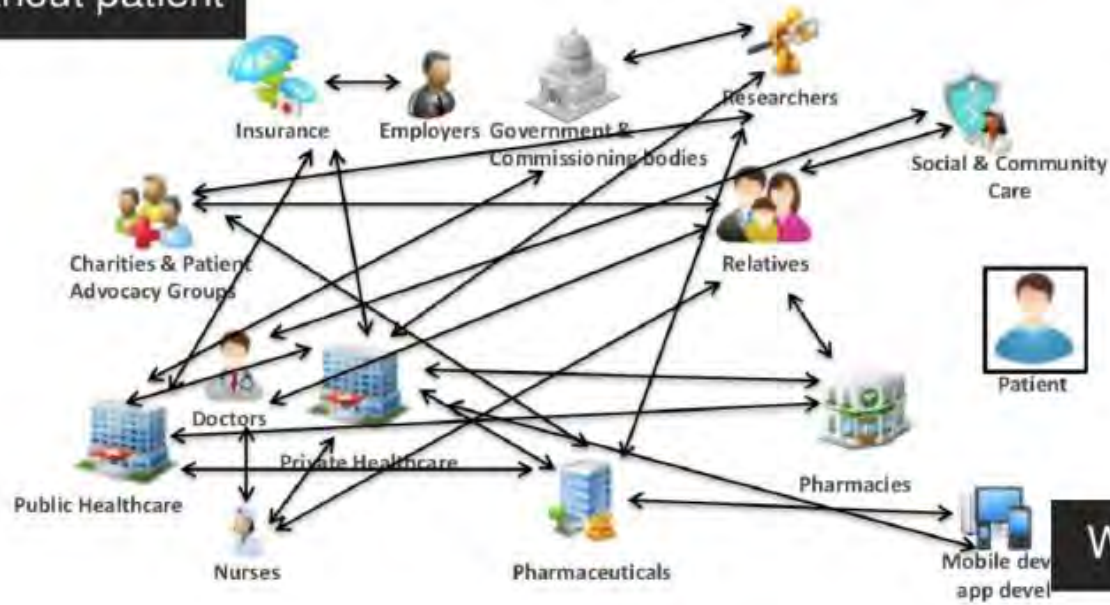 hout patient
Insurance
Employers
Government &
Commissioning bodies
Researchers
Social & Community
Care
Charities & Patient
Advocacy Groups
Relatives
Patient
Doctors
Private Healthcare
Public Healthcare
Pharmacies
Nurses
Pharmaceuticals
Mobile dev
app devel
W